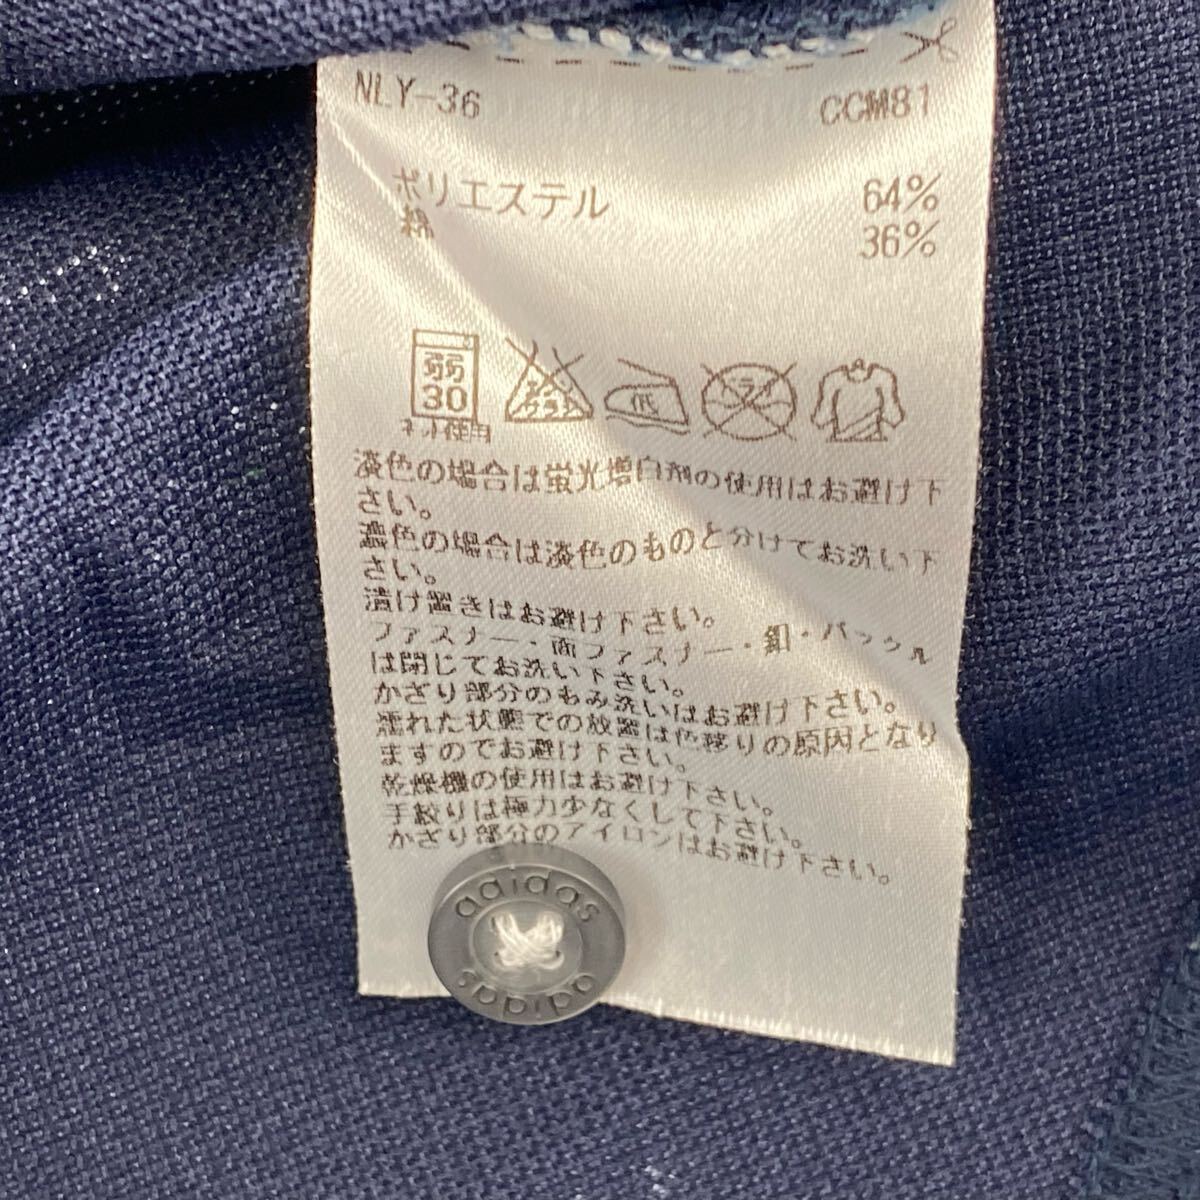 NLY-36 CCM81
ポリエステル 64%
綿 36%
弱
30
ネット使用
エンソ
サラシ
低
ドライ
淡色の場合は蛍光増白剤の使用はお避け下
さい。
濃色の場合は淡色のものと分けてお洗い下
さい。
漬け置きはお避け下さい。
ファスナー・面ファスナー・釦・バックル
は閉じてお洗い下さい。
かざり部分のもみ洗いはお避け下さい。
濡れた状態での放置は色移りの原因となり
ますのでお避け下さい。
乾燥機の使用はお避け下さい。
手絞りは極力少なくして下さい。
かざり部分のアイロンはお避け下さい。
adidas
adidas